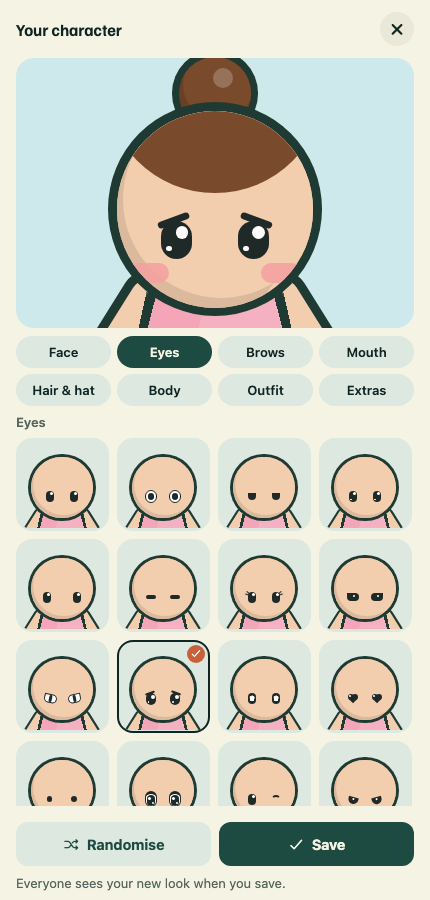 Your character
Face
Eyes
Brows
Mouth
Hair & hat
Body
Outfit
Extras
Eyes
Randomise
Save
Everyone sees your new look when you save.